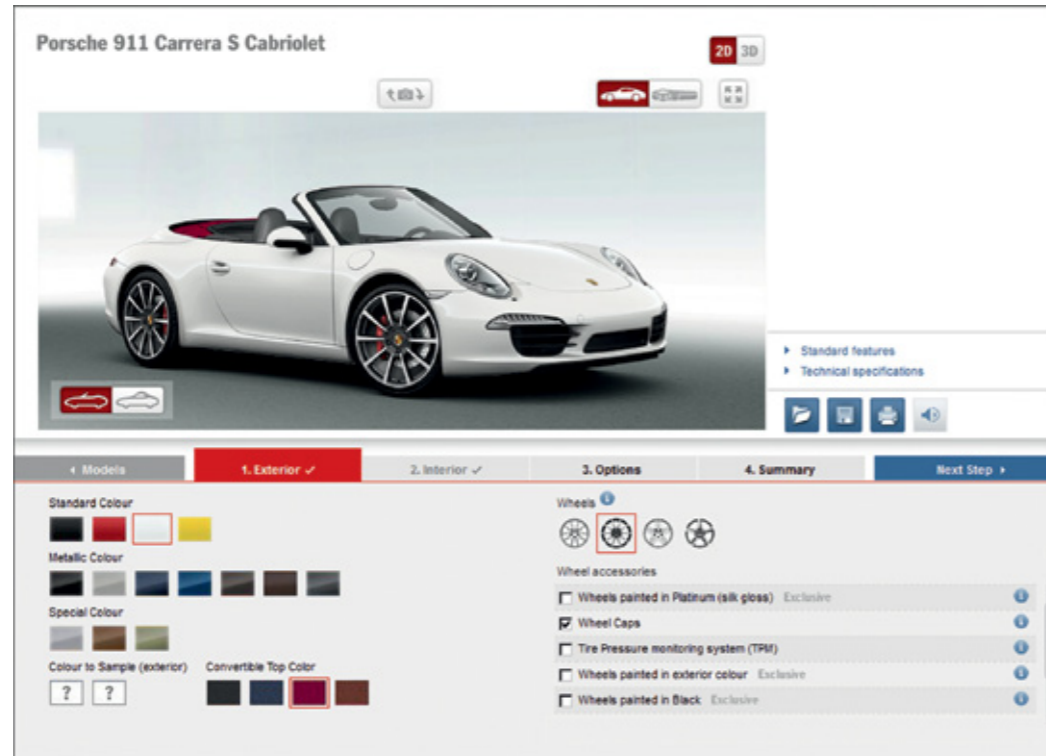 Porsche 911 Carrera S Cabriolet
2D 3D
Standard features
Technical specifications
Models
1. Exterior ✓
2. Interior ✓
3. Options
4. Summary
Next Step
Standard Colour
Metallic Colour
Special Colour
Colour to Sample (exterior)
? ?
Convertible Top Color
Wheels i
Wheel accessories
Wheels painted in Platinum (silk gloss) Exclusive i
Wheel Caps i
Tire Pressure monitoring system (TPM)
Wheels painted in exterior colour Exclusive i
Wheels painted in Black Exclusive i